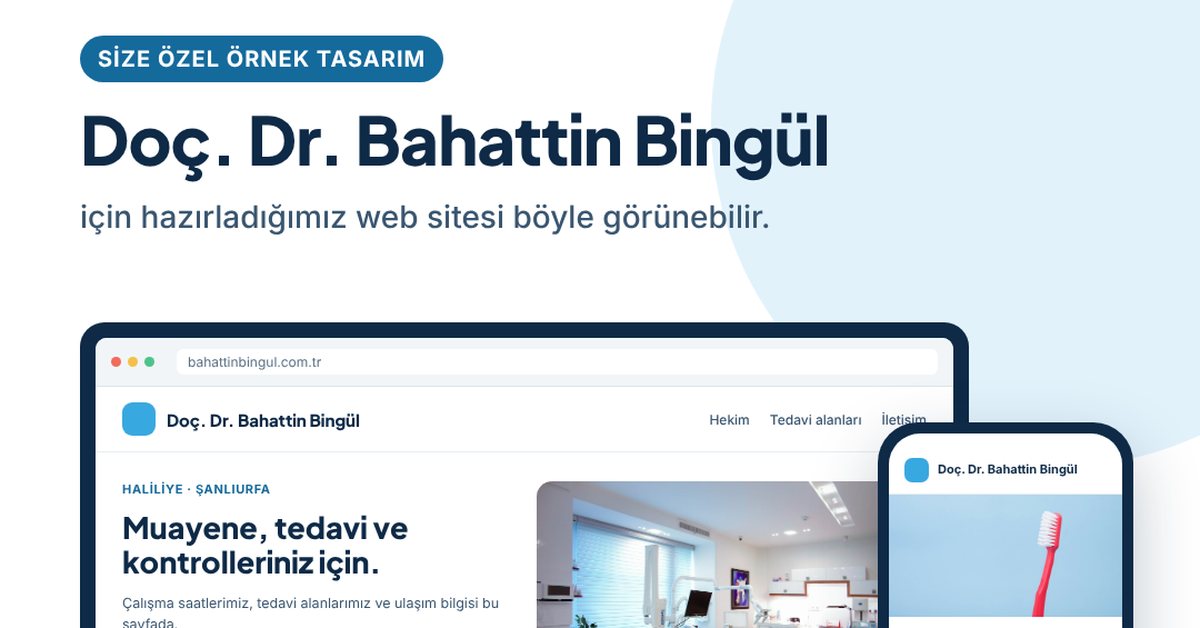 SİZE ÖZEL ÖRNEK TASARIM
Doç. Dr. Bahattin Bingül
için hazırladığımız web sitesi böyle görünebilir.
bahattinbingul.com.tr
Doç. Dr. Bahattin Bingül
Hekim Tedavi alanları İletişim
Doç. Dr. Bahattin Bingül
HALİLİYE · ŞANLIURFA
Muayene, tedavi ve
kontrolleriniz için.
Çalışma saatlerimiz, tedavi alanlarımız ve ulaşım bilgisi bu
sayfada.